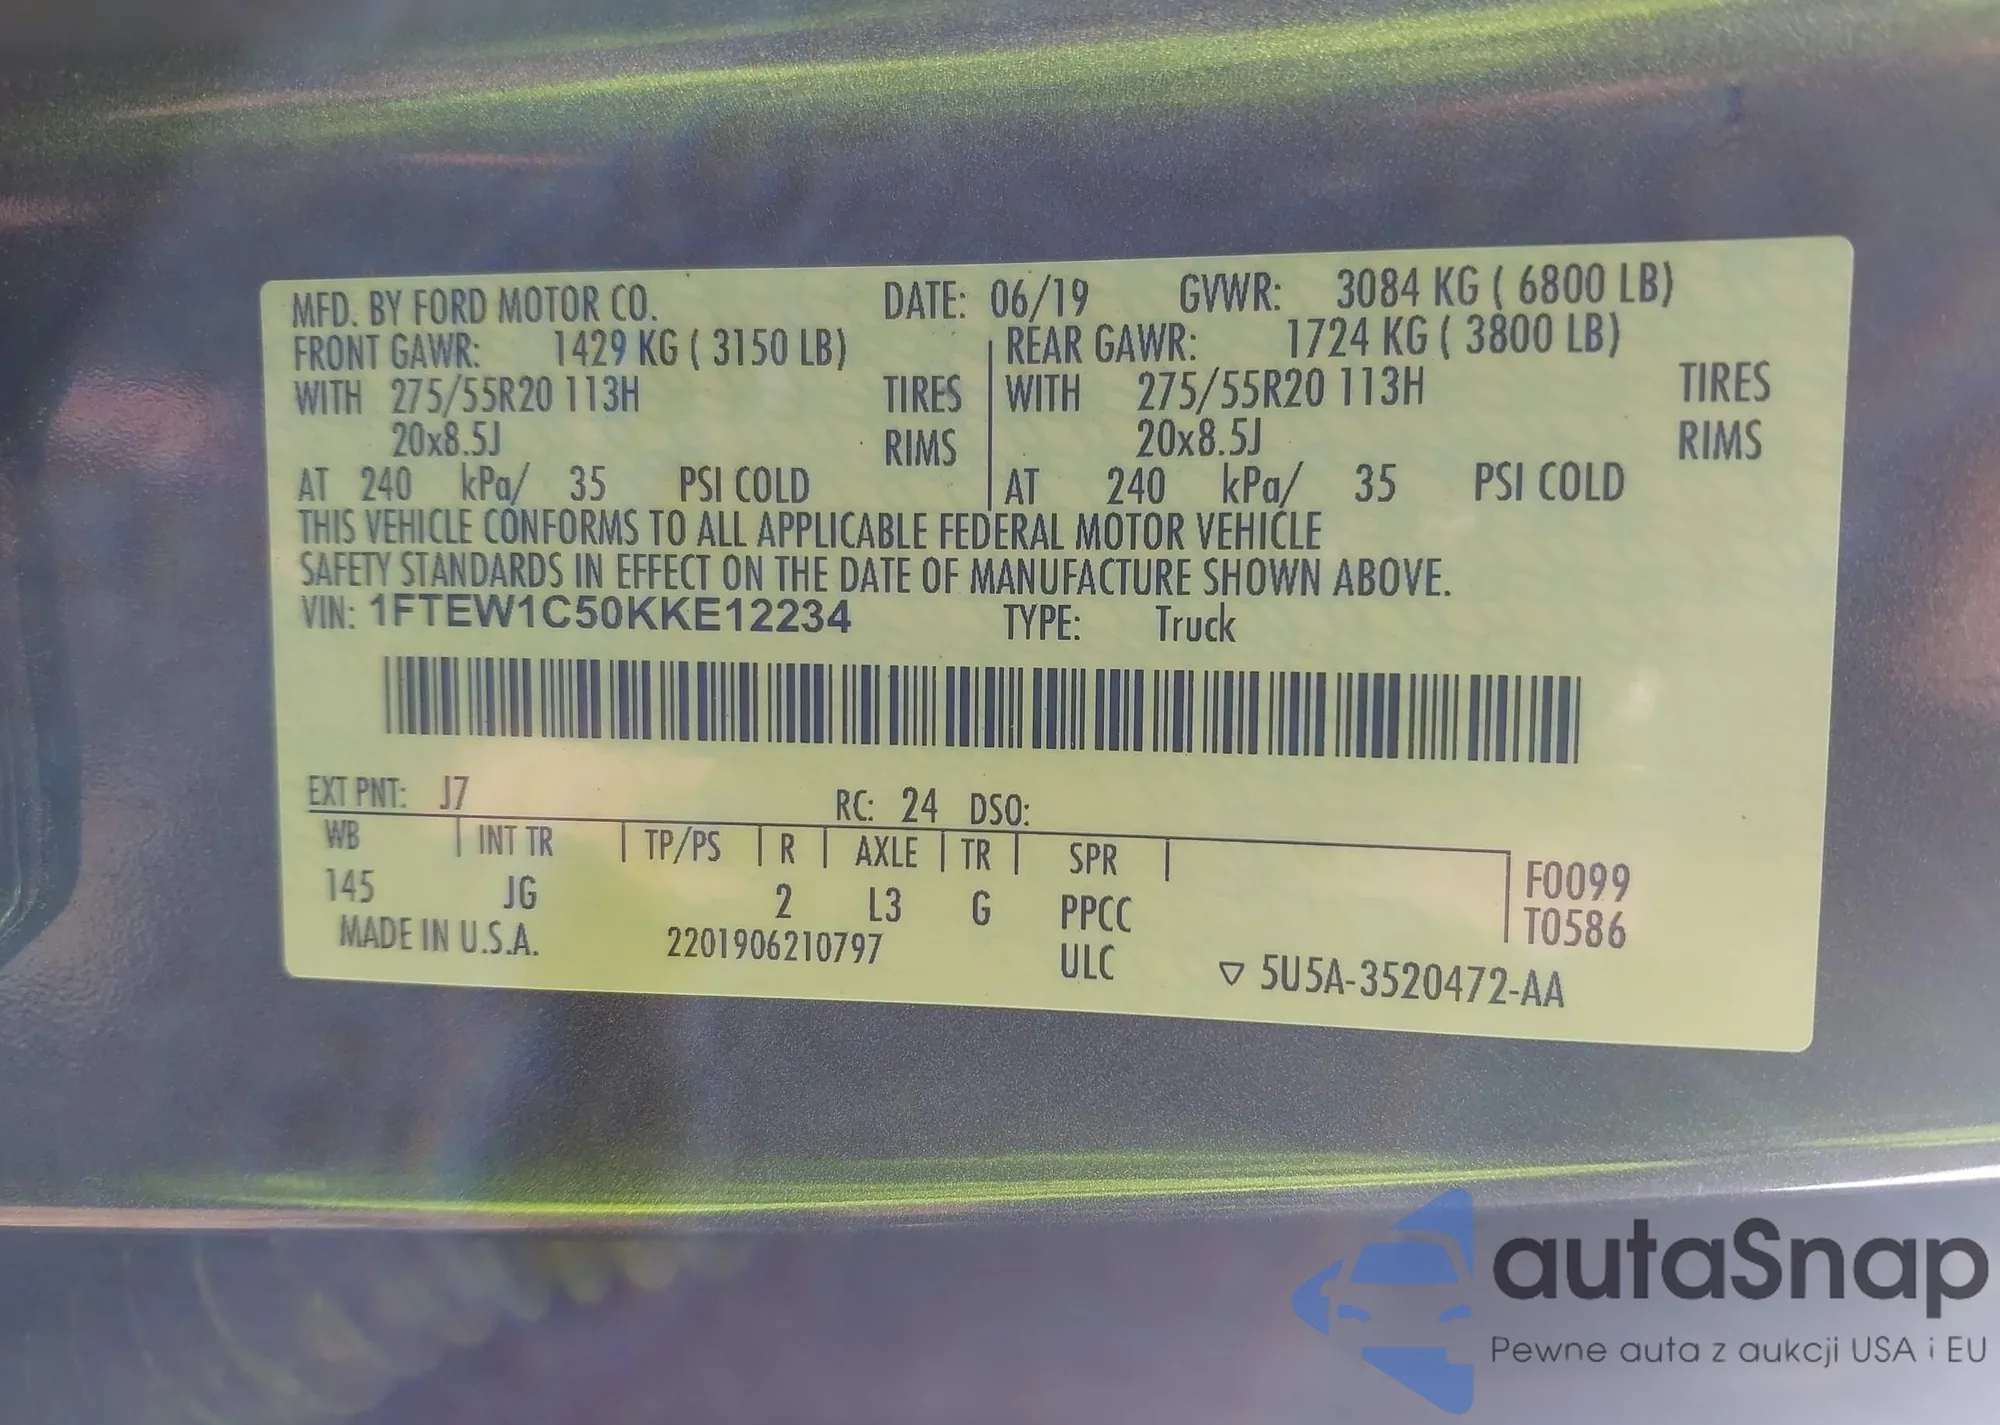 MFD. BY FORD MOTOR CO. DATE: 06/19 GVWR: 3084 KG ( 6800 LB)
FRONT GAWR: 1429 KG ( 3150 LB) REAR GAWR: 1724 KG ( 3800 LB)
WITH 275/55R20 113H TIRES WITH 275/55R20 113H TIRES
20x8.5J RIMS 20x8.5J RIMS
AT 240 kPa/ 35 PSI COLD AT 240 kPa/ 35 PSI COLD
THIS VEHICLE CONFORMS TO ALL APPLICABLE FEDERAL MOTOR VEHICLE
SAFETY STANDARDS IN EFFECT ON THE DATE OF MANUFACTURE SHOWN ABOVE.
VIN: 1FTEW1C50KKE12234 TYPE: Truck
EXT PNT: J7 RC: 24 DSO:
WB INT TR TP/PS R AXLE TR SPR F0099
145 JG 2 L3 G PPCC T0586
MADE IN U.S.A. 2201906210797 ULC ▽ 5U5A-3520472-AA
autaSnap
Pewne auta z aukcji USA i EU